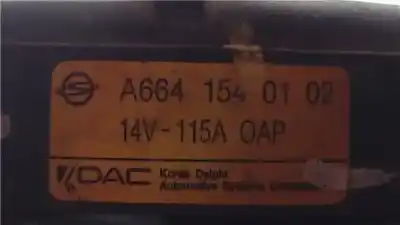 A664 154 01 02
14V-115A OAP
DAC Korea Delphi
Automotive Systems Corporation